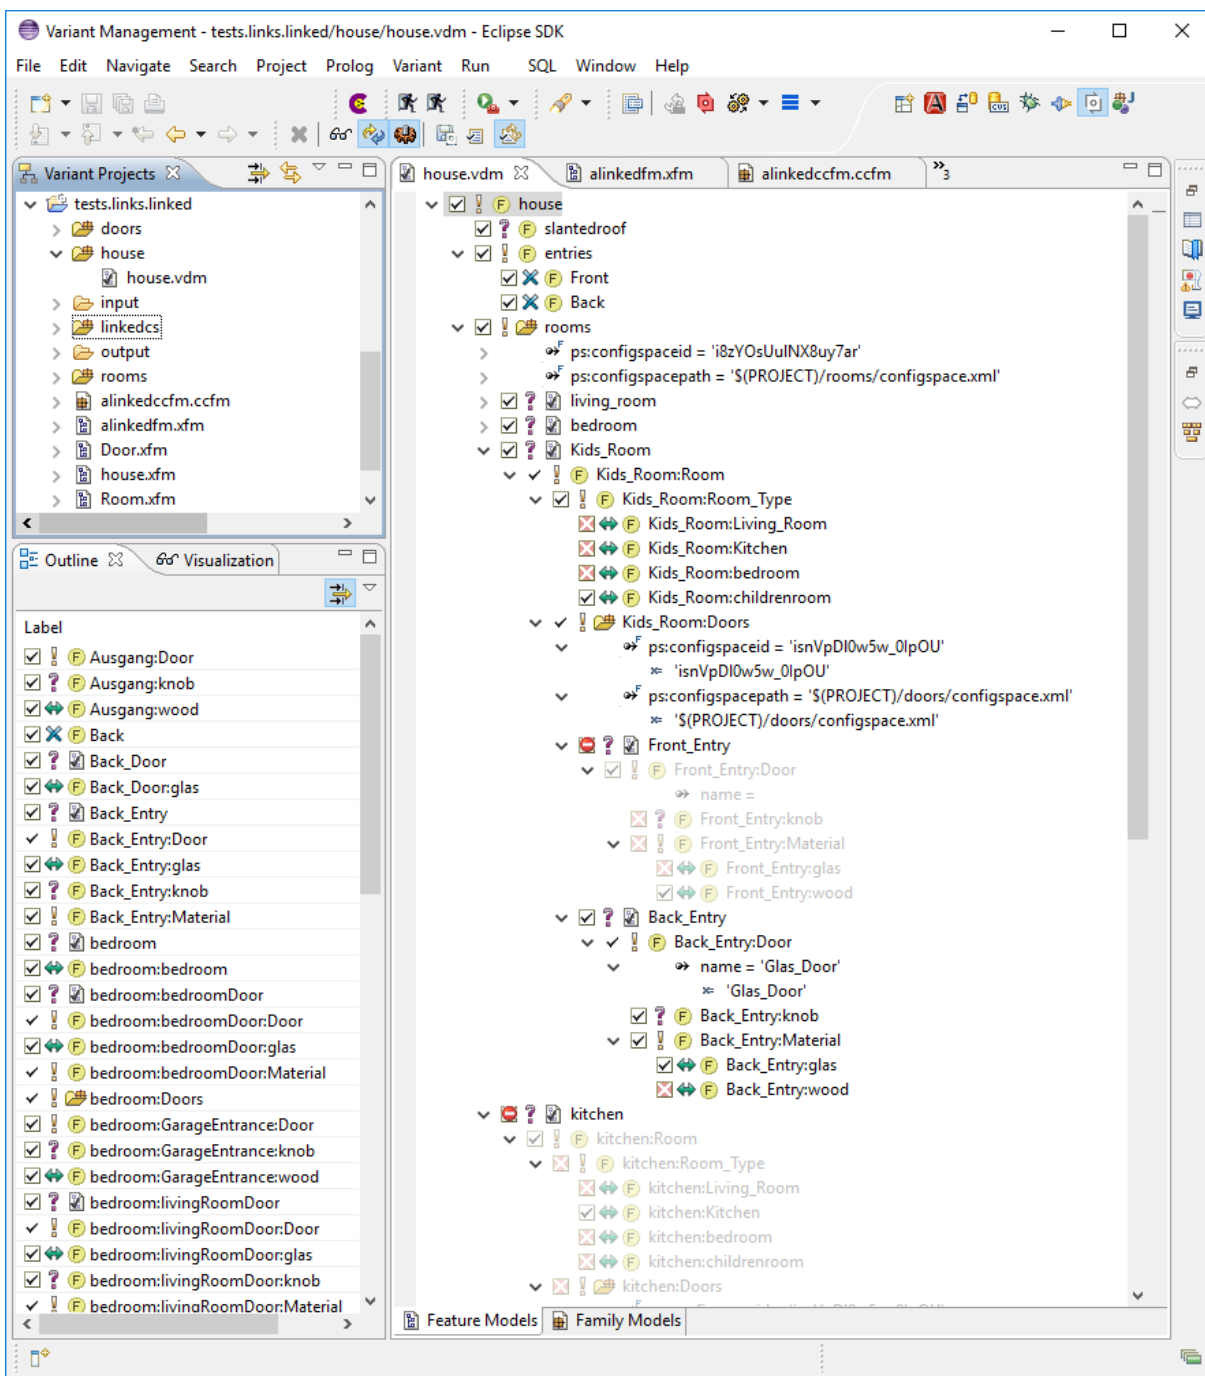 Variant Management - tests.links.linked/house/house.vdm - Eclipse SDK
File Edit Navigate Search Project Prolog Variant Run SQL Window Help
Variant Projects
tests.links.linked
doors
house
house.vdm
input
linkedcs
output
rooms
alinkedccfm.ccfm
alinkedfm.xfm
Door.xfm
house.xfm
Room.xfm
Outline
Visualization
Label
Ausgang:Door
Ausgang:knob
Ausgang:wood
Back
Back_Door
Back_Door:glas
Back_Entry
Back_Entry:Door
Back_Entry:glas
Back_Entry:knob
Back_Entry:Material
bedroom
bedroom:bedroom
bedroom:bedroomDoor
bedroom:bedroomDoor:Door
bedroom:bedroomDoor:glas
bedroom:bedroomDoor:Material
bedroom:Doors
bedroom:GarageEntrance:Door
bedroom:GarageEntrance:knob
bedroom:GarageEntrance:wood
bedroom:livingRoomDoor
bedroom:livingRoomDoor:Door
bedroom:livingRoomDoor:glas
bedroom:livingRoomDoor:knob
bedroom:livingRoomDoor:Material
house.vdm
alinkedfm.xfm
alinkedccfm.ccfm
3
house
slantedroof
entries
Front
Back
rooms
ps:configspaceid = 'i8zYOsUuINX8uy7ar'
ps:configspacepath = '$(PROJECT)/rooms/configspace.xml'
living_room
bedroom
Kids_Room
Kids_Room:Room
Kids_Room:Room_Type
Kids_Room:Living_Room
Kids_Room:Kitchen
Kids_Room:bedroom
Kids_Room:childrenroom
Kids_Room:Doors
ps:configspaceid = 'isnVpDI0w5w_0IpOU'
'isnVpDI0w5w_0IpOU'
ps:configspacepath = '$(PROJECT)/doors/configspace.xml'
'$(PROJECT)/doors/configspace.xml'
Front_Entry
Front_Entry:Door
name =
Front_Entry:knob
Front_Entry:Material
Front_Entry:glas
Front_Entry:wood
Back_Entry
Back_Entry:Door
name = 'Glas_Door'
'Glas_Door'
Back_Entry:knob
Back_Entry:Material
Back_Entry:glas
Back_Entry:wood
kitchen
kitchen:Room
kitchen:Room_Type
kitchen:Living_Room
kitchen:Kitchen
kitchen:bedroom
kitchen:childrenroom
kitchen:Doors
Feature Models
Family Models